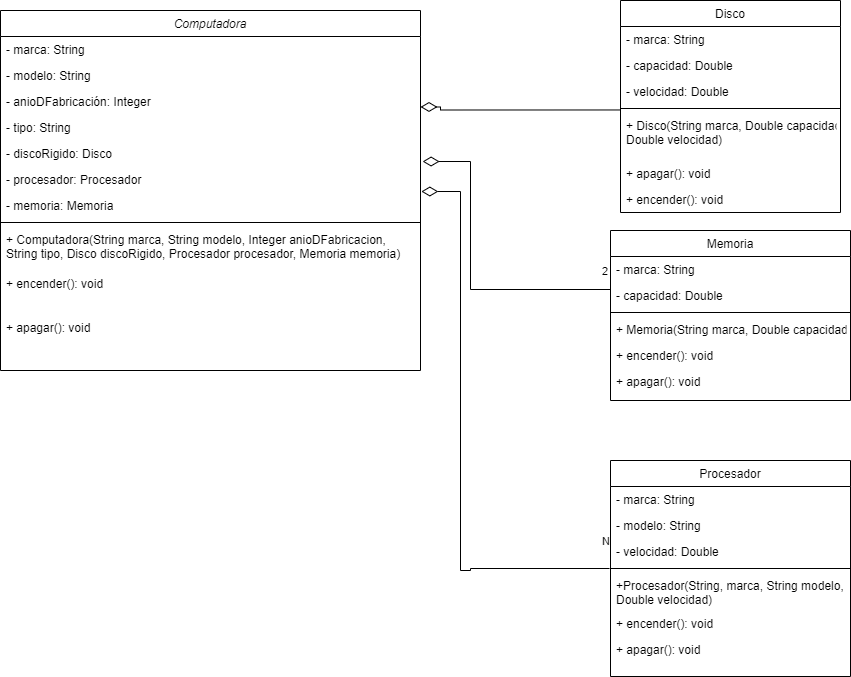 Computadora
- marca: String
- modelo: String
- anioDFabricación: Integer
- tipo: String
- discoRigido: Disco
- procesador: Procesador
- memoria: Memoria
+ Computadora(String marca, String modelo, Integer anioDFabricacion,
String tipo, Disco discoRigido, Procesador procesador, Memoria memoria)
+ encender(): void
+ apagar(): void
Disco
- marca: String
- capacidad: Double
- velocidad: Double
+ Disco(String marca, Double capacidad
Double velocidad)
+ apagar(): void
+ encender(): void
2
Memoria
- marca: String
- capacidad: Double
+ Memoria(String marca, Double capacidad
+ encender(): void
+ apagar(): void
N
Procesador
- marca: String
- modelo: String
- velocidad: Double
+Procesador(String, marca, String modelo,
Double velocidad)
+ encender(): void
+ apagar(): void